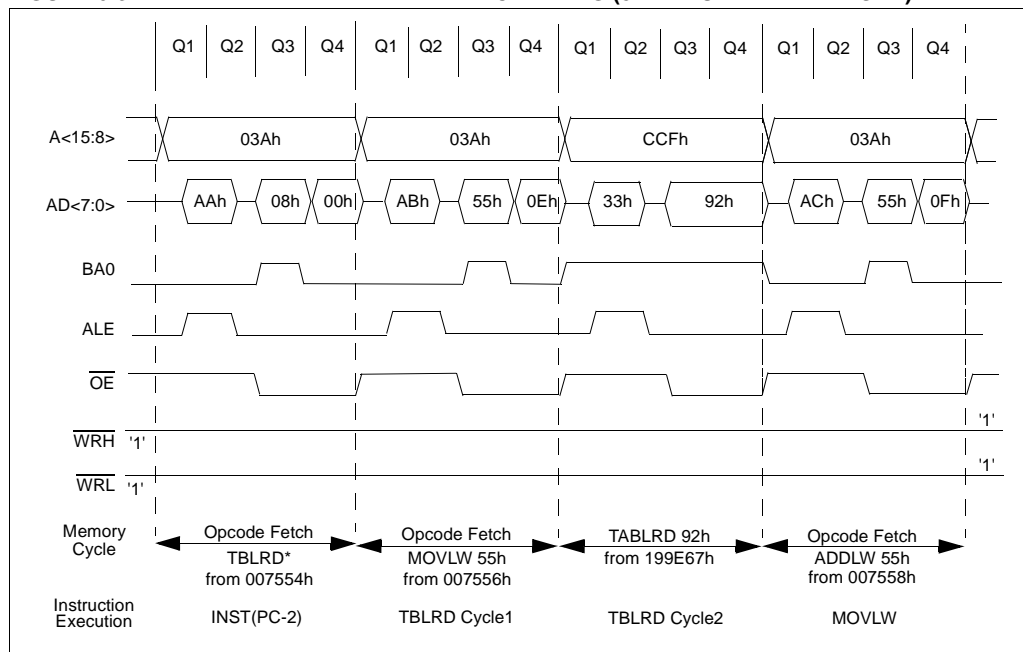 Q1 Q2 Q3 Q4 Q1 Q2 Q3 Q4 Q1 Q2 Q3 Q4 Q1 Q2 Q3 Q4
A<15:8> 03Ah 03Ah CCFh 03Ah
AD<7:0> AAh 08h 00h ABh 55h 0Eh 33h 92h ACh 55h 0Fh
BA0
ALE
OE
'1'
WRH '1'
'1'
WRL '1'
Memory Cycle
Opcode Fetch
TBLRD*
from 007554h
Opcode Fetch
MOVLW 55h
from 007556h
TABLRD 92h
from 199E67h
Opcode Fetch
ADDLW 55h
from 007558h
Instruction Execution
INST(PC-2) TBLRD Cycle1 TBLRD Cycle2 MOVLW